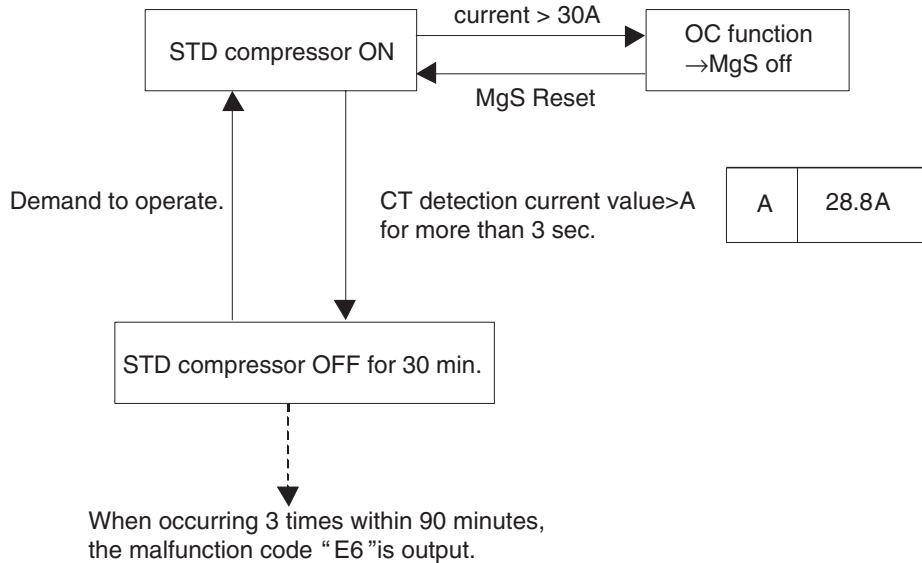 current > 30A
STD compressor ON
OC function
→MgS off
MgS Reset
Demand to operate.
CT detection current value>A
for more than 3 sec.
A 28.8A
STD compressor OFF for 30 min.
When occurring 3 times within 90 minutes,
the malfunction code “E6”is output.